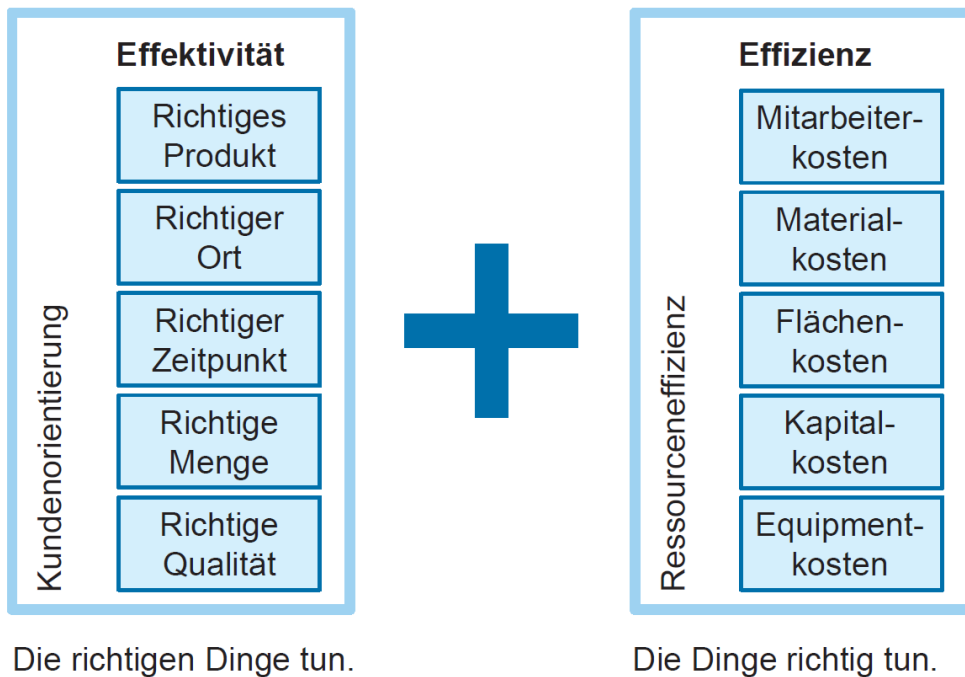 Effektivität
Richtiges
Produkt
Richtiger
Ort
Richtiger
Zeitpunkt
Richtige
Menge
Richtige
Qualität
Kundenorientierung
Die richtigen Dinge tun.
Effizienz
Mitarbeiter-
kosten
Material-
kosten
Flächen-
kosten
Kapital-
kosten
Equipment-
kosten
Ressourceneffizienz
Die Dinge richtig tun.